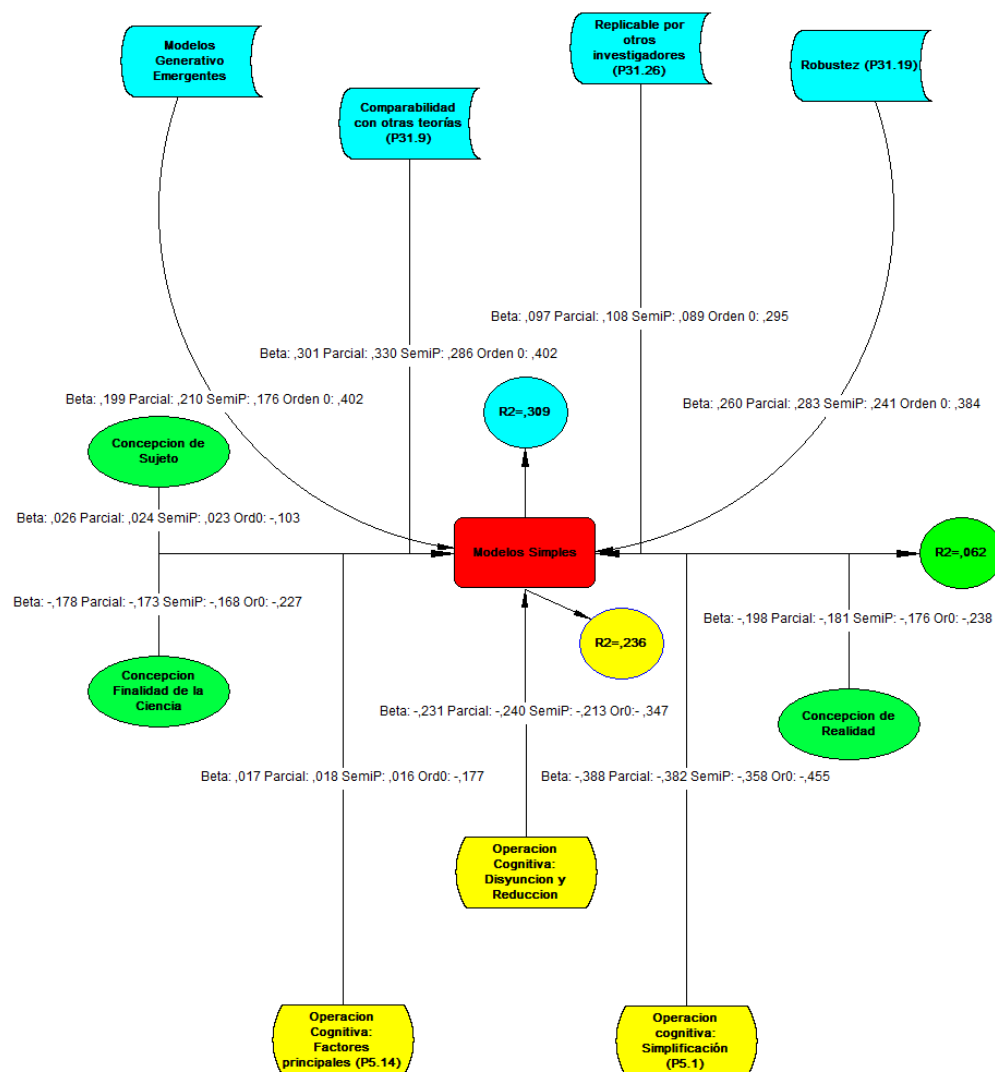 Modelos
Generativo
Emergentes
Replicable por
otros
investigadores
(P31.26)
Robustez (P31.19)
Comparabilidad
con otras teorías
(P31.9)
Beta: ,097 Parcial: ,108 SemiP: ,089 Orden 0: ,295
Beta: ,301 Parcial: ,330 SemiP: ,286 Orden 0: ,402
Beta: ,199 Parcial: ,210 SemiP: ,176 Orden 0: ,402
Beta: ,260 Parcial: ,283 SemiP: ,241 Orden 0: ,384
R2=,309
Concepcion de
Sujeto
Beta: ,026 Parcial: ,024 SemiP: ,023 Ord0: -,103
Modelos Simples
R2=,062
Beta: -,178 Parcial: -,173 SemiP: -,168 Or0: -,227
Beta: -,198 Parcial: -,181 SemiP: -,176 Or0: -,238
R2=,236
Concepcion
Finalidad de la
Ciencia
Beta: -,231 Parcial: -,240 SemiP: -,213 Or0:-,347
Concepcion de
Realidad
Beta: ,017 Parcial: ,018 SemiP: ,016 Ord0: -,177
Beta: -,388 Parcial: -,382 SemiP: -,358 Or0: -,455
Operacion
Cognitiva:
Disyuncion y
Reduccion
Operacion
Cognitiva:
Factores
principales (P5.14)
Operacion
cognitiva:
Simplificación
(P5.1)